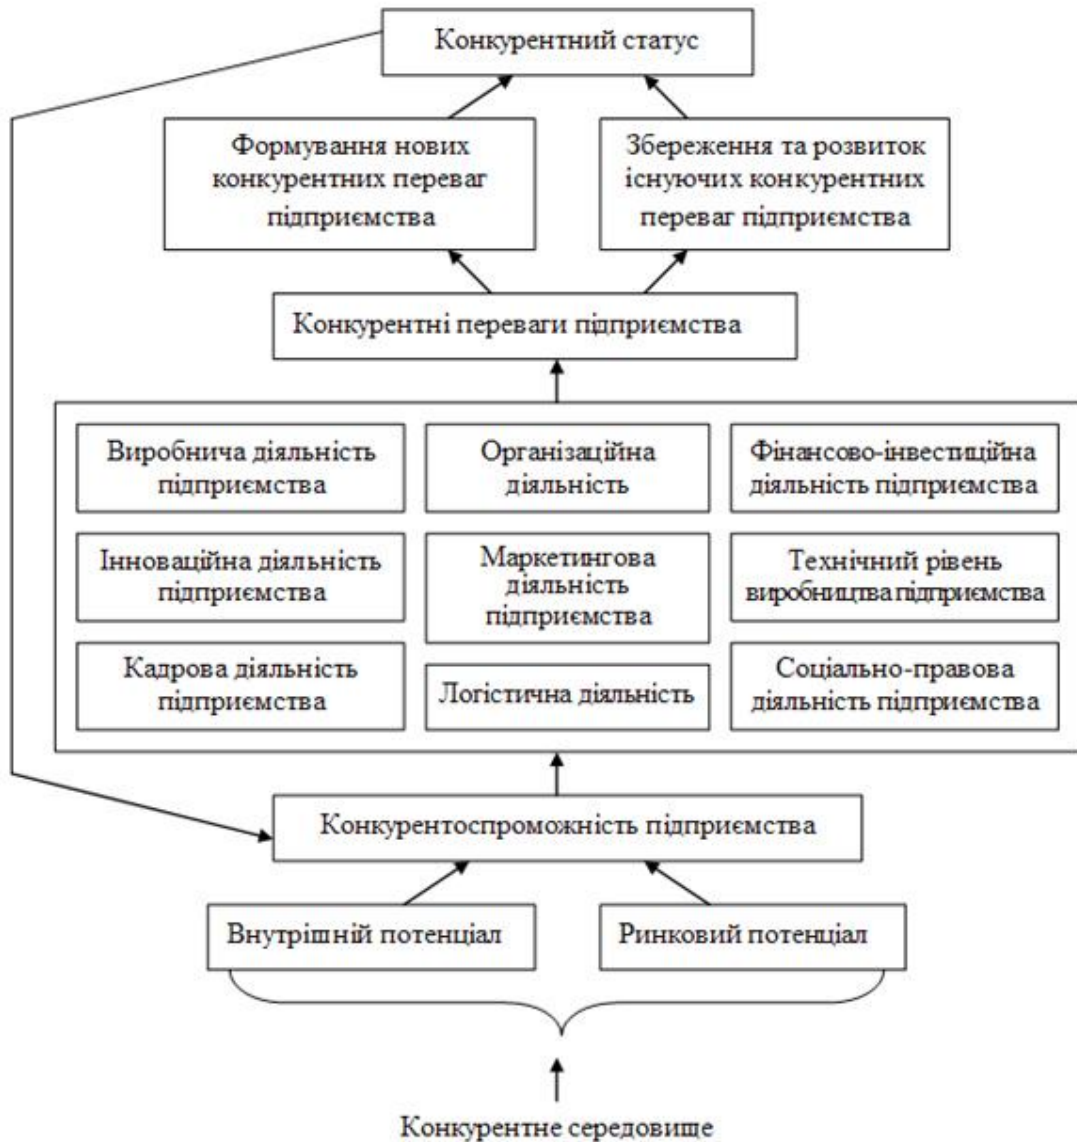 Конкурентний статус
Формування нових
конкурентних переваг
підприємства
Збереження та розвиток
існуючих конкурентних
переваг підприємства
Конкурентні переваги підприємства
Виробнича діяльність
підприємства
Організаційна
діяльність
Фінансово-інвестиційна
діяльність підприємства
Інноваційна діяльність
підприємства
Маркетингова
діяльність
підприємства
Технічний рівень
виробництва підприємства
Кадрова діяльність
підприємства
Логістична діяльність
Соціально-правова
діяльність підприємства
Конкурентоспроможність підприємства
Внутрішній потенціал
Ринковий потенціал
Конкурентне середовище